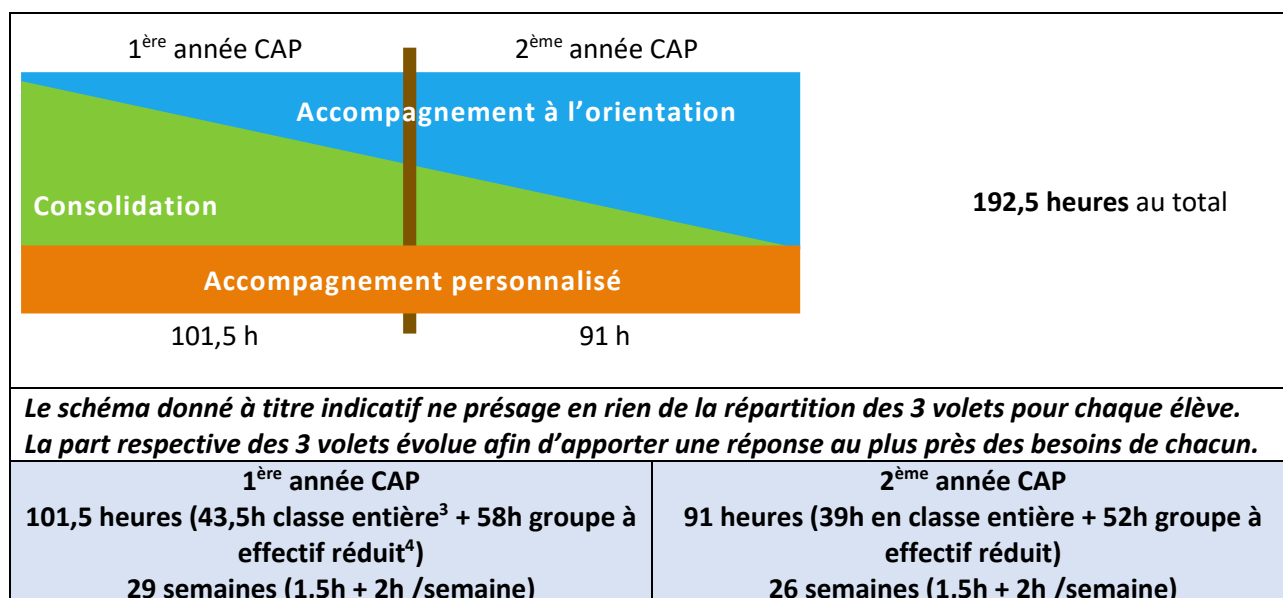 1ère année CAP
2ème année CAP
Accompagnement à l’orientation
Consolidation
192,5 heures au total
Accompagnement personnalisé
101,5 h
91 h
Le schéma donné à titre indicatif ne présage en rien de la répartition des 3 volets pour chaque élève.
La part respective des 3 volets évolue afin d’apporter une réponse au plus près des besoins de chacun.
1ère année CAP
101,5 heures (43,5h classe entière3 + 58h groupe à
effectif réduit4)
29 semaines (1,5h + 2h /semaine)
2ème année CAP
91 heures (39h en classe entière + 52h groupe à
effectif réduit)
26 semaines (1,5h + 2h /semaine)